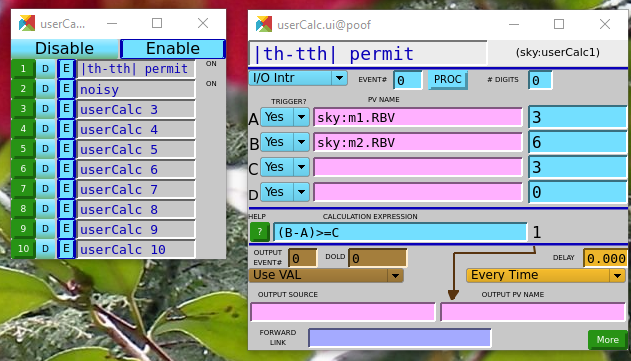 userCa...
Disable Enable
1 D E |th-tth| permit ON
2 D E noisy ON
3 D E userCalc 3
4 D E userCalc 4
5 D E userCalc 5
6 D E userCalc 6
7 D E userCalc 7
8 D E userCalc 8
9 D E userCalc 9
10 D E userCalc 10
userCalc.ui@poof
|th-tth| permit (sky:userCalc1)
I/O Intr EVENT# 0 PROC # DIGITS 0
TRIGGER? PV NAME
A Yes sky:m1.RBV 3
B Yes sky:m2.RBV 6
C Yes 3
D Yes 0
HELP CALCULATION EXPRESSION
? (B-A)>=C 1
OUTPUT EVENT# 0 DOLD 0 DELAY 0.000
Use VAL Every Time
OUTPUT SOURCE OUTPUT PV NAME
FORWARD LINK More